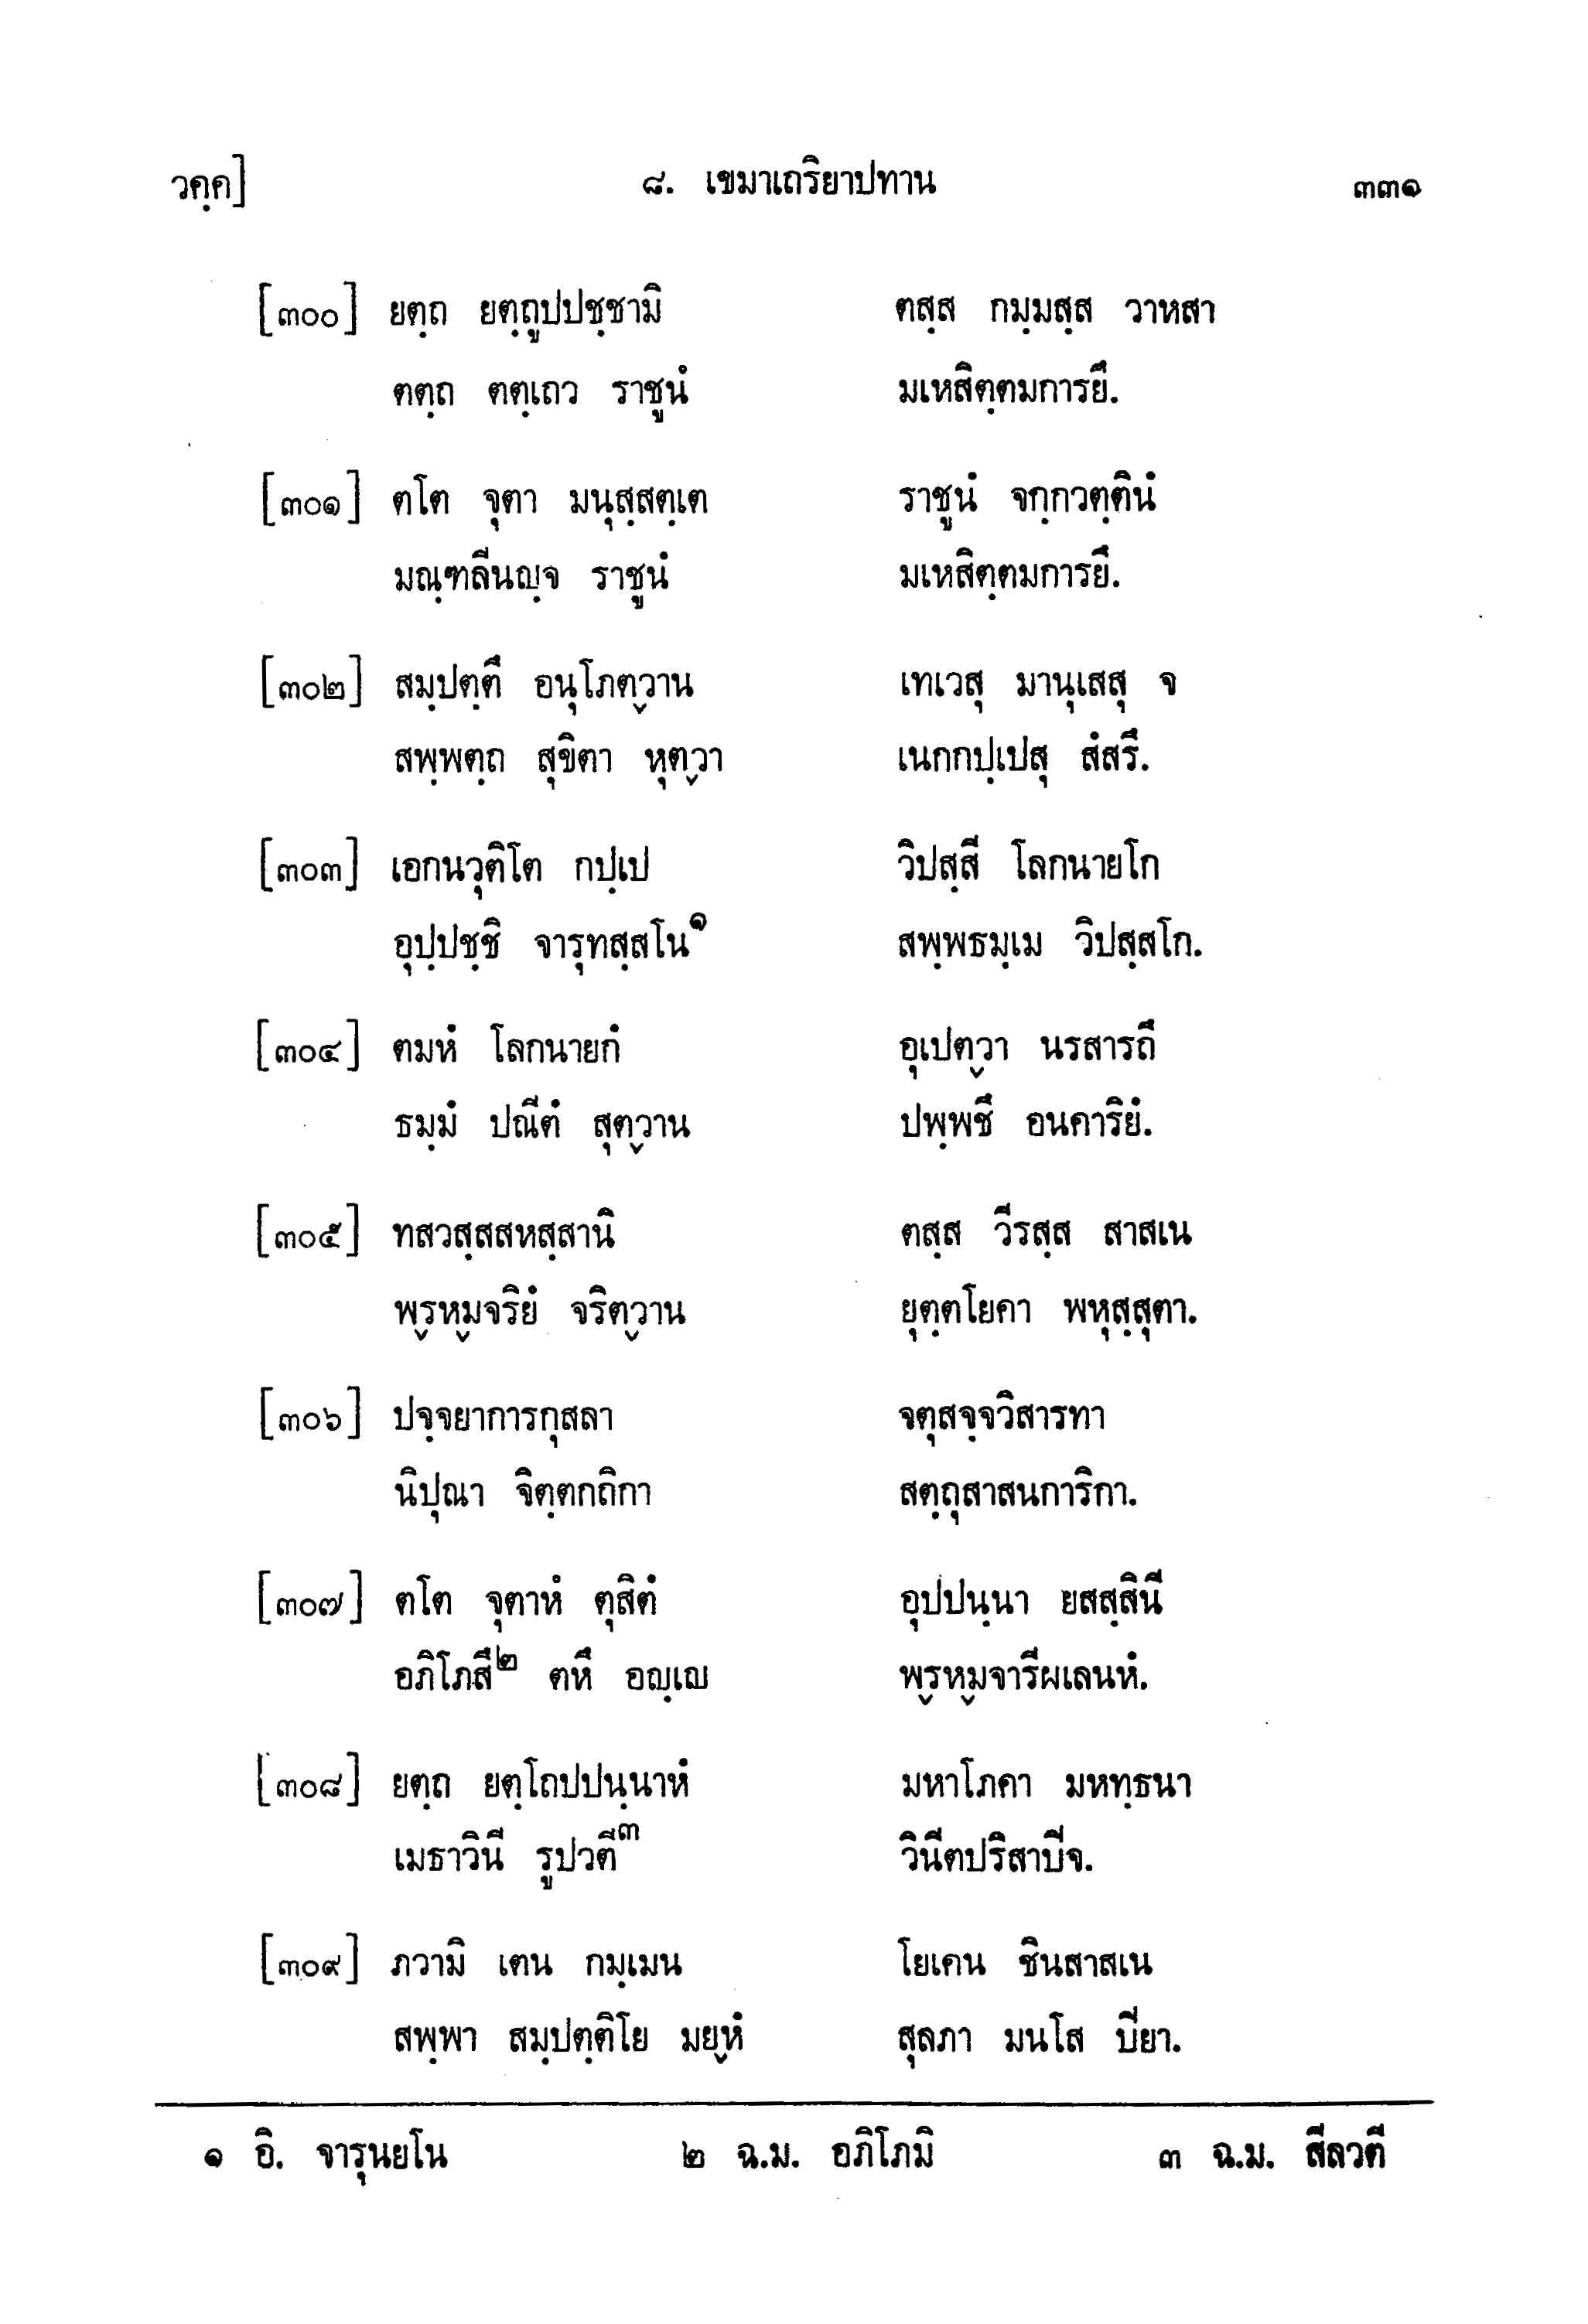 วคฺค] ๘. เขมาเถริยาปทาน ๓๓๑
[๓๐๐] ยตฺถ ยตฺถูปปชฺชามิ ตสฺส กมฺมสฺส วาหสา
ตตฺถ ตตฺเถว ราชูนํ มเหสิตฺตมการยึ.
[๓๐๑] ตโต จุตา มนุสฺสตฺเต ราชูนํ จกฺกวตฺตินํ
มณฺฑลีนญฺจ ราชูนํ มเหสิตฺตมการยึ.
[๓๐๒] สมฺปตฺตึ อนุโภตฺวาน เทเวสุ มานุเสสุ จ
สพฺพตฺถ สุขิตา หุตฺวา เนกกปฺเปสุ สํสรึ.
[๓๐๓] เอกนวุติโต กปฺเป วิปสฺสี โลกนายโก
อุปฺปชฺชิ จารุทสฺสโน๑ สพฺพธมฺเม วิปสฺสโก.
[๓๐๔] ตมหํ โลกนายกํ อุเปตฺวา นรสารถึ
ธมฺมํ ปณีตํ สุตฺวาน ปพฺพชึ อนคาริยํ.
[๓๐๕] ทสวสฺสสหสฺสานิ ตสฺส วีรสฺส สาสเน
พฺรหฺมจริยํ จริตฺวาน ยุตฺตโยคา พหุสฺสุตา.
[๓๐๖] ปจฺจยาการกุสลา จตุสจฺจวิสารทา
นิปุณา จิตฺตกถิกา สตฺถุสาสนการิกา.
[๓๐๗] ตโต จุตาหํ ตุสิตํ อุปปนฺนา ยสสฺสินี
อภิโภสึ๒ ตหึ อญฺเญ พฺรหฺมจารีผเลนหํ.
[๓๐๘] ยตฺถ ยตฺโถปปนฺนาหํ มหาโภคา มหทฺธนา
เมธาวินี รูปวตี๓ วินีตปริสาปิจ.
[๓๐๙] ภวามิ เตน กมฺเมน โยเคน ชินสาสเน
สพฺพา สมฺปตฺติโย มยฺหํ สุลภา มนโส ปิยา.
๑ อิ. จารุนยโน ๒ ฉ.ม. อภิโภมิ ๓ ฉ.ม. สีลวตี